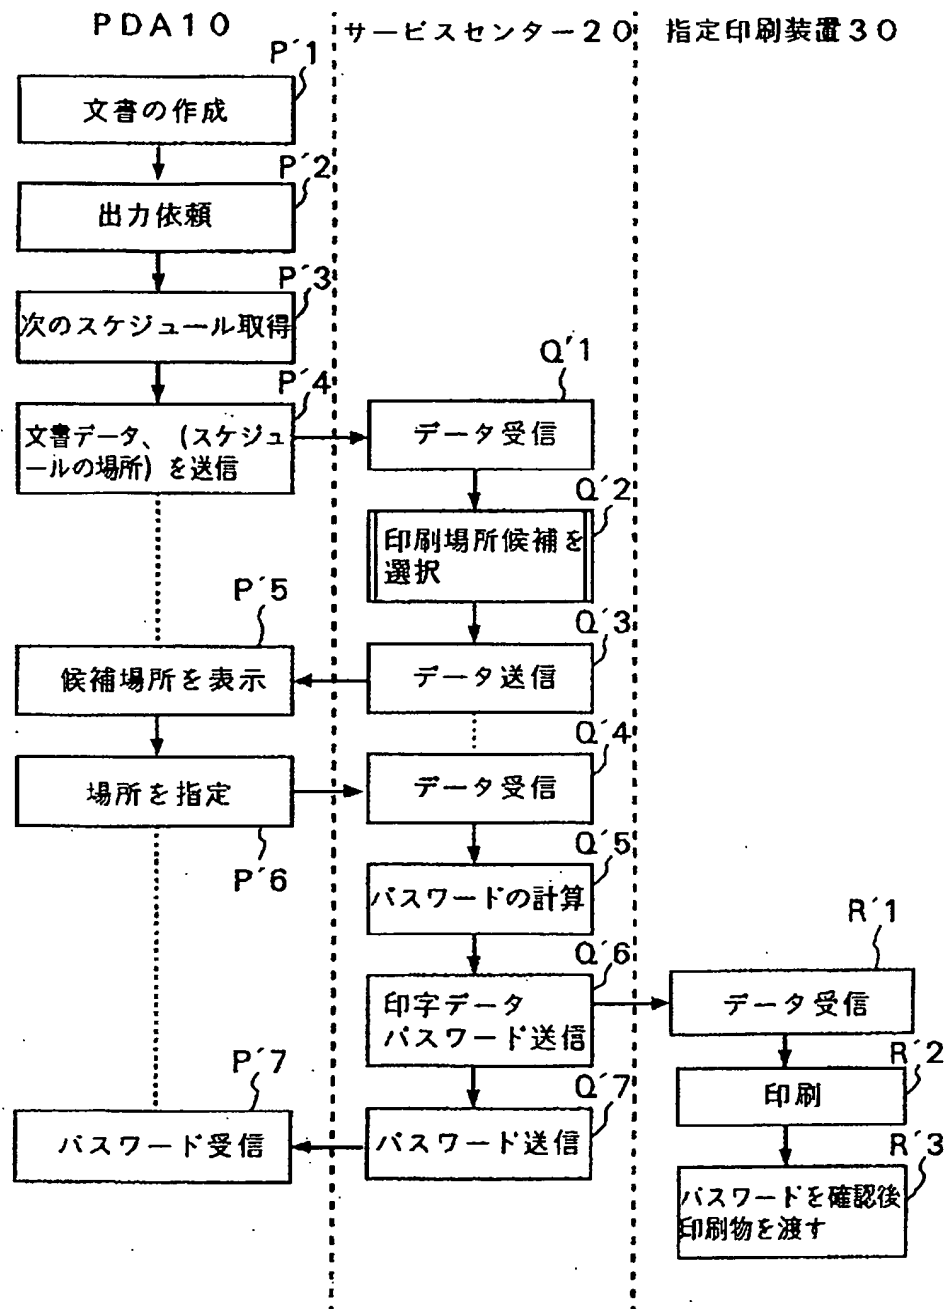 PDA10
サービスセンター20
指定印刷装置30
P´1
文書の作成
P´2
出力依頼
P´3
次のスケジュール取得
P´4
文書データ、(スケジュ
ールの場所)を送信
Q´1
データ受信
Q´2
印刷場所候補を
選択
Q´3
データ送信
P´5
候補場所を表示
Q´4
データ受信
場所を指定
P´6
Q´5
パスワードの計算
Q´6
印字データ
パスワード送信
R´1
データ受信
R´2
印刷
Q´7
パスワード送信
P´7
パスワード受信
R´3
パスワードを確認後
印刷物を渡す